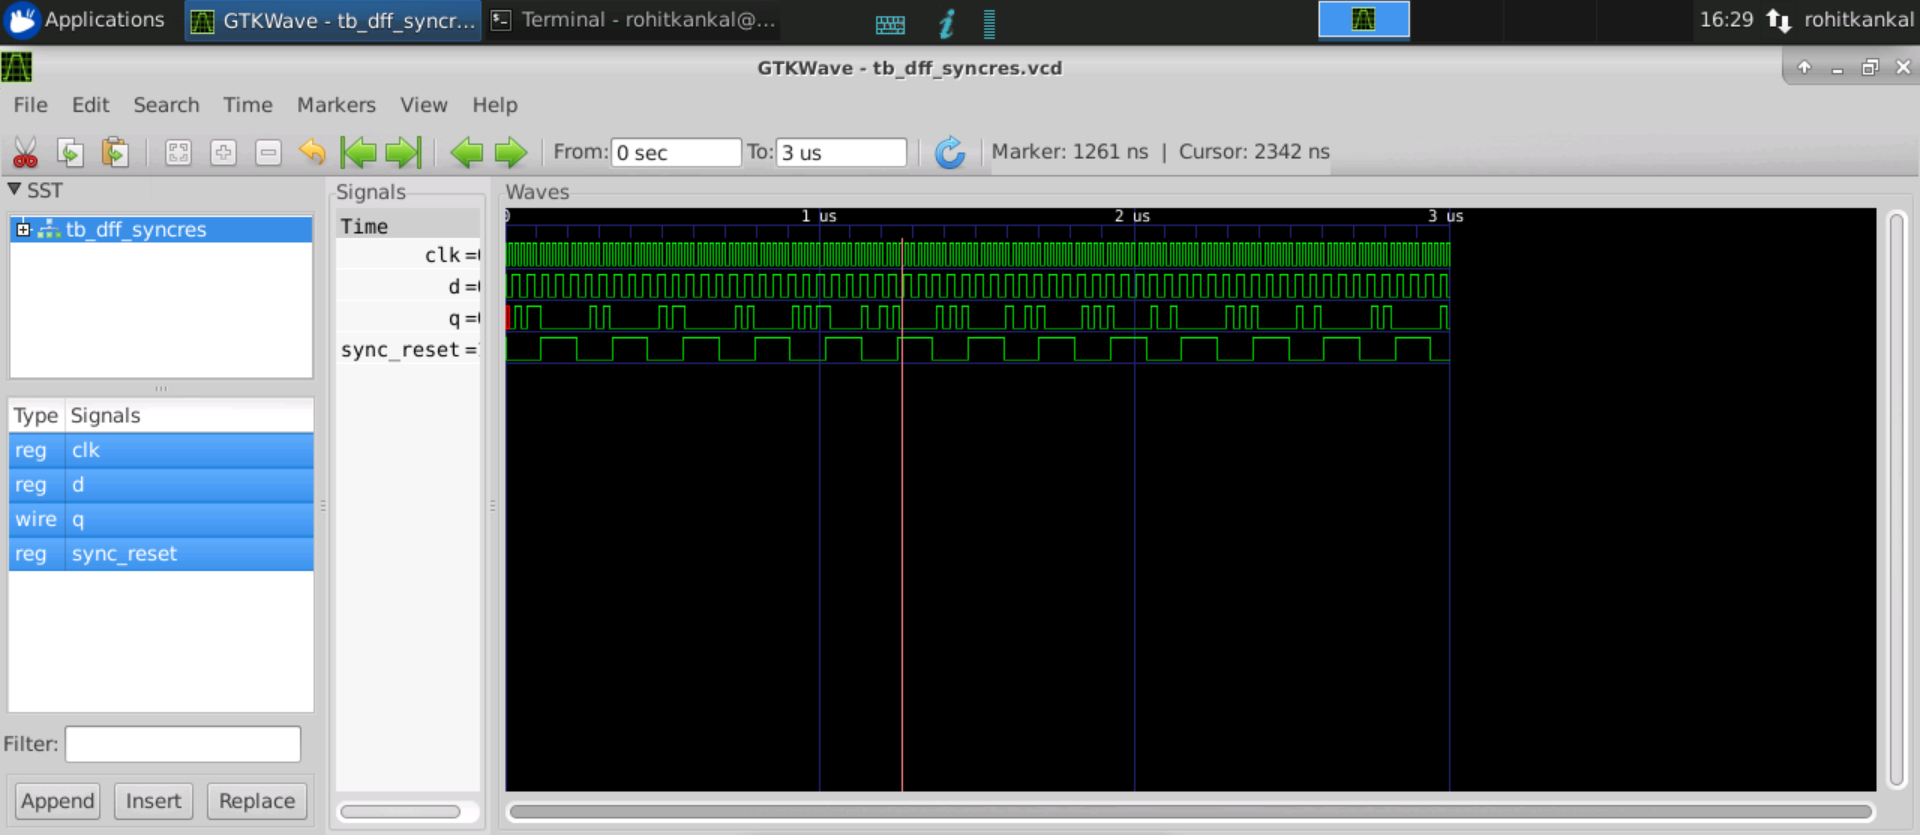 Applications GTKWave - tb_dff_syncr... Terminal - rohitkankal@... 16:29 rohitkankal
GTKWave - tb_dff_syncres.vcd
File Edit Search Time Markers View Help
From: 0 sec To: 3 us Marker: 1261 ns | Cursor: 2342 ns
SST
tb_dff_syncres
Type Signals
reg clk
reg d
wire q
reg sync_reset
Filter:
Append Insert Replace
Signals
Time
clk =
d =
q =
sync_reset =
Waves
0 1 us 2 us 3 us